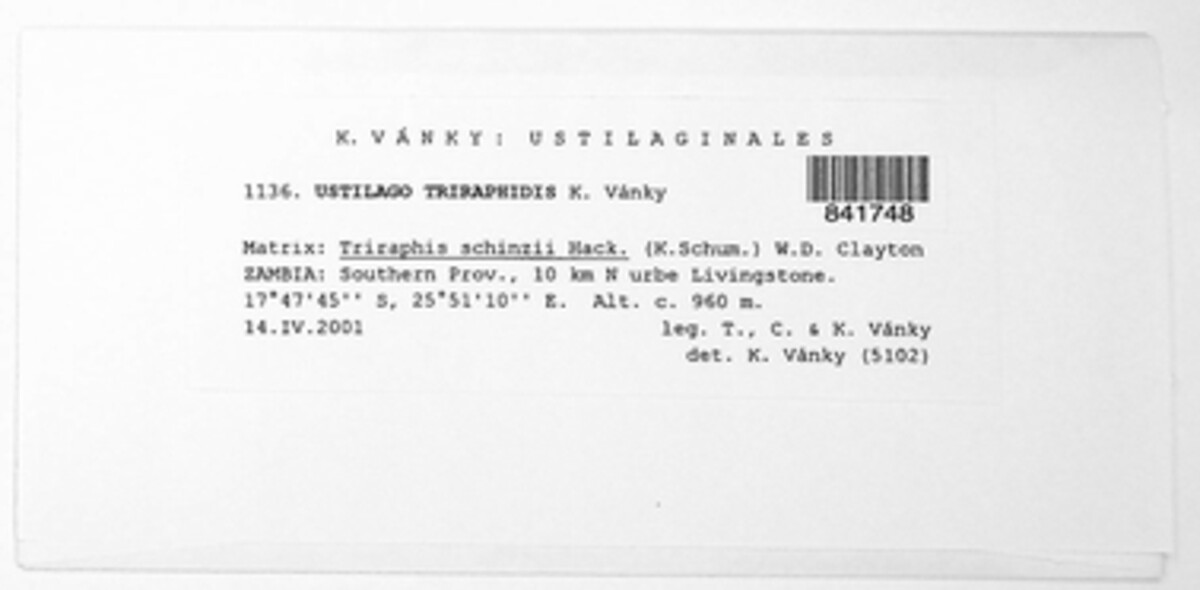 K. VÁNKY: USTILAGINALES
1136. USTILAGO TRIRAPHIDIS K. Vánky
841748
Matrix: Triraphis schinzii Hack. (K.Schum.) W.D. Clayton
ZAMBIA: Southern Prov., 10 km N urbe Livingstone.
17°47'45'' S, 25°51'10'' E. Alt. c. 960 m.
14.IV.2001 leg. T., C. & K. Vánky
det. K. Vánky (5102)